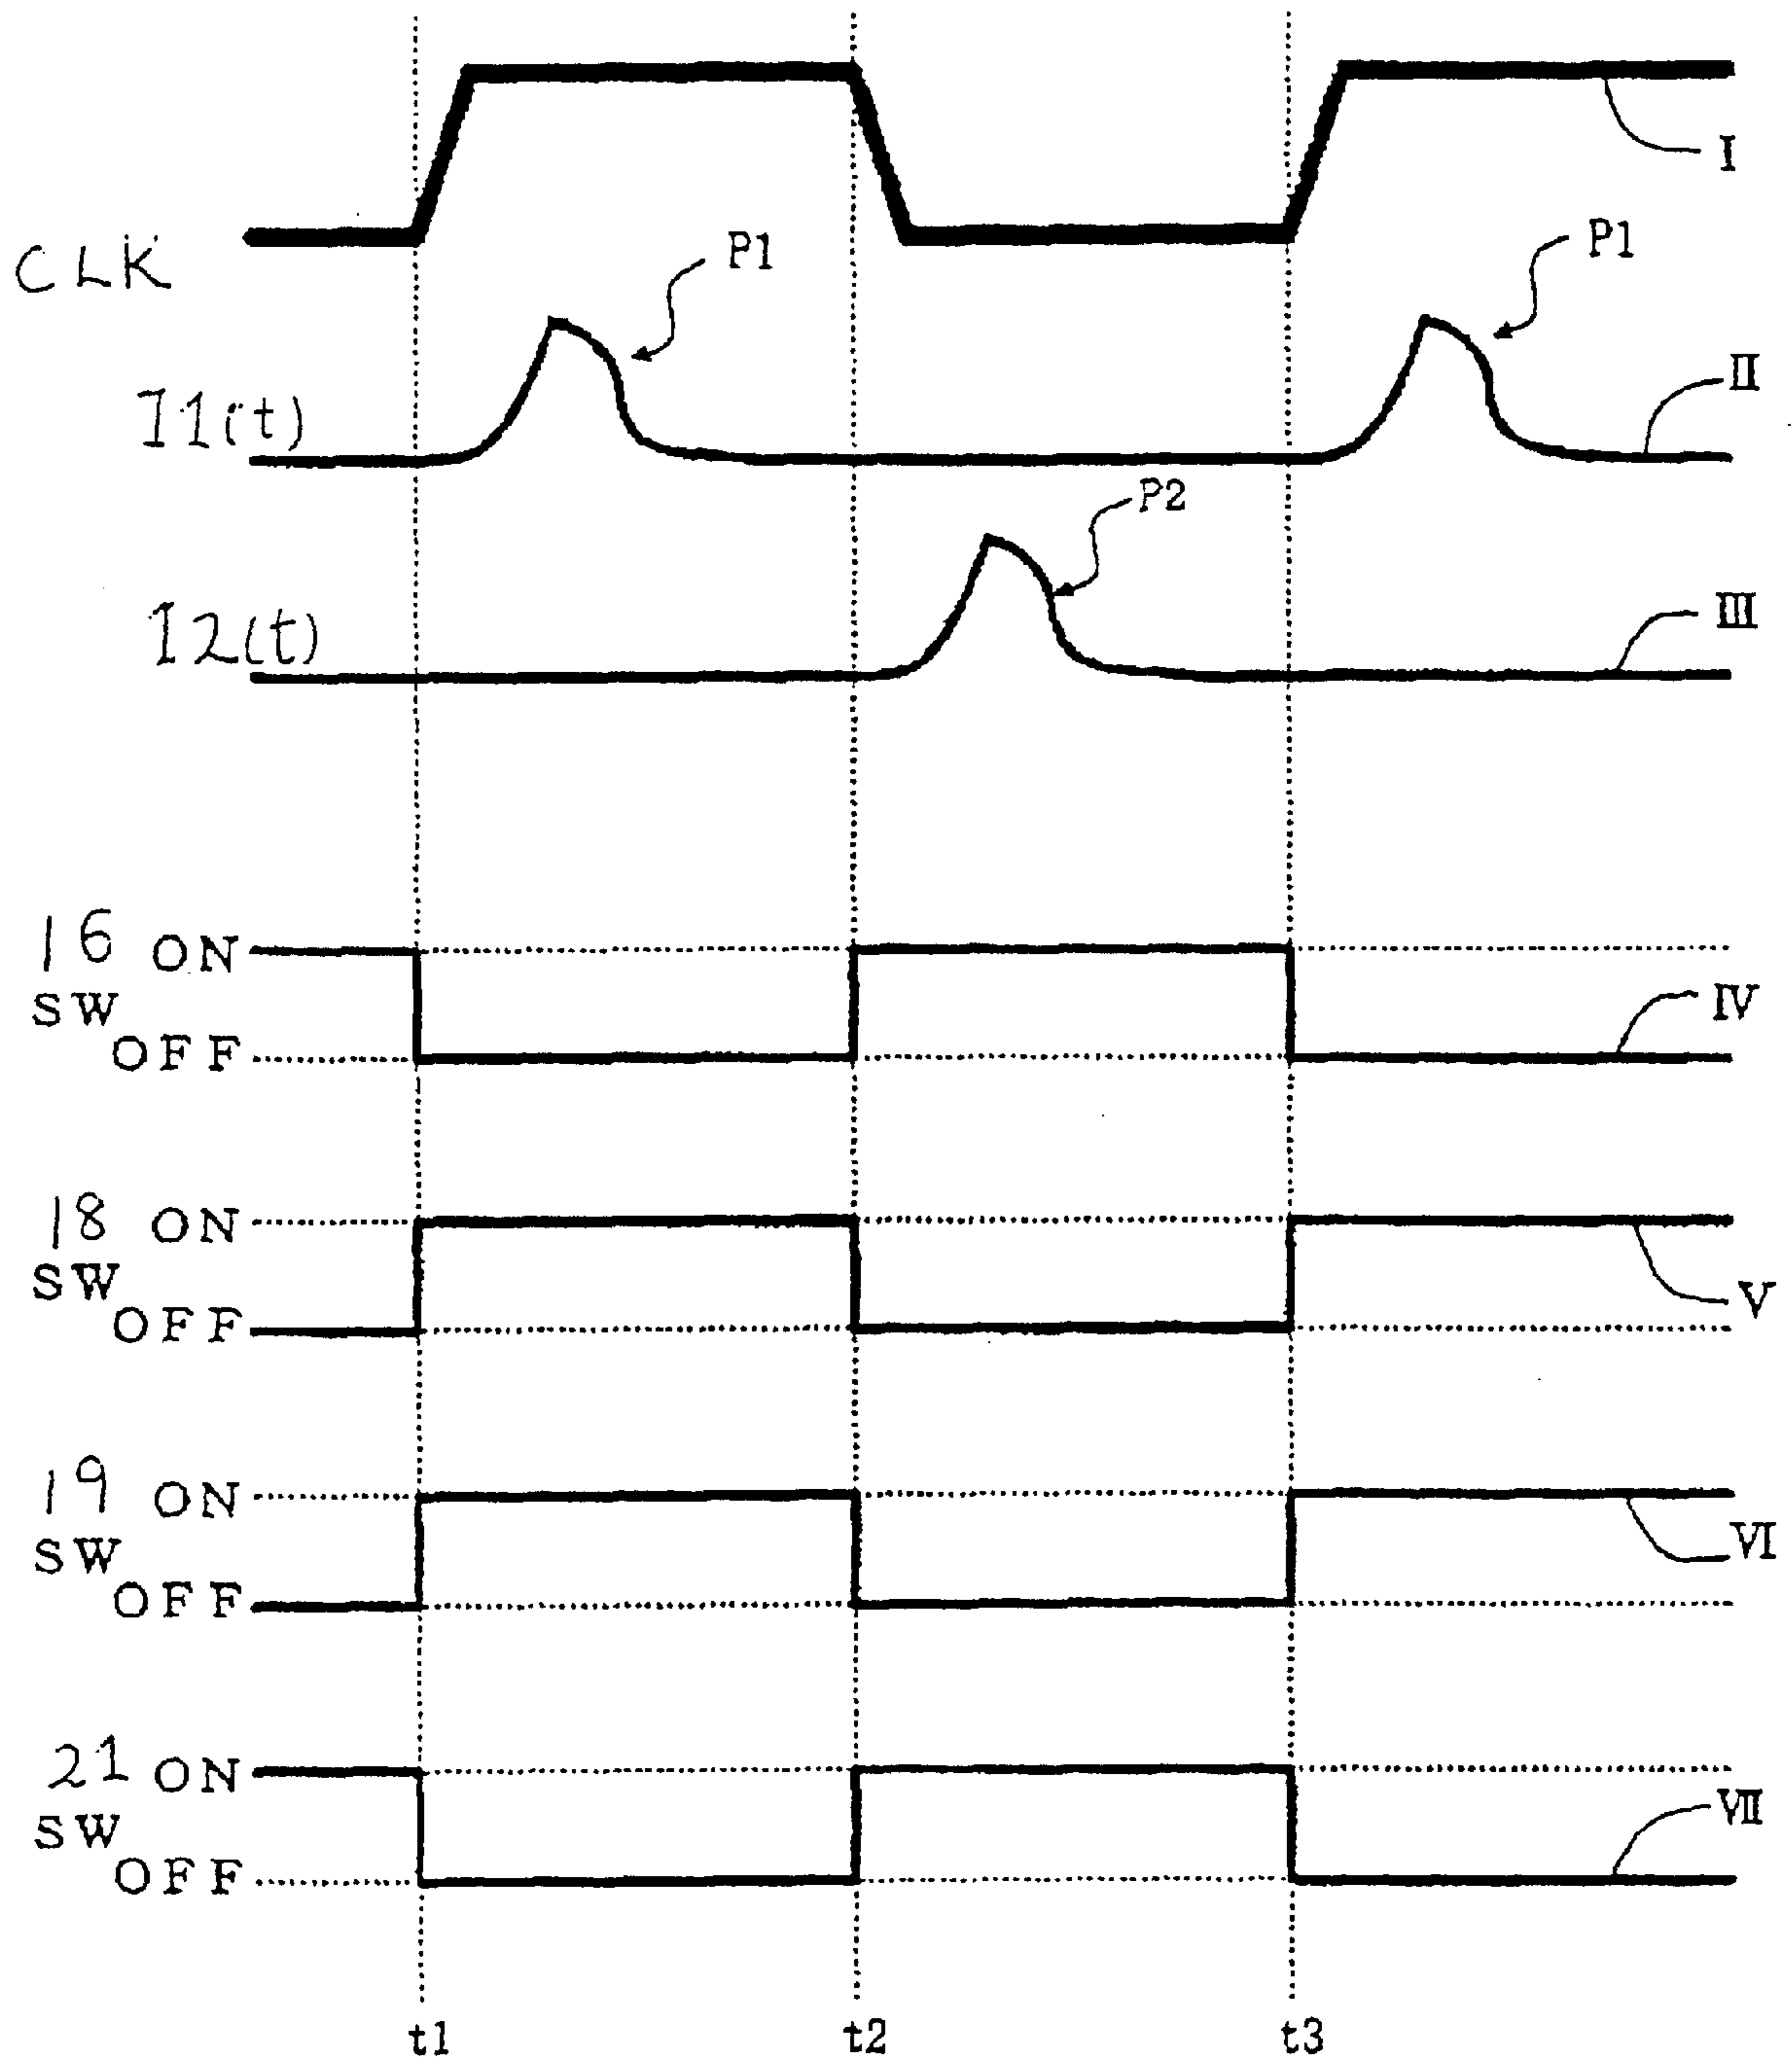 I
CLK
P1
P1
I1(t)
II
P2
I2(t)
III
16 ON
SW
OFF
IV
18 ON
SW
OFF
V
19 ON
SW
OFF
VI
21 ON
SW
OFF
VII
t1 t2 t3